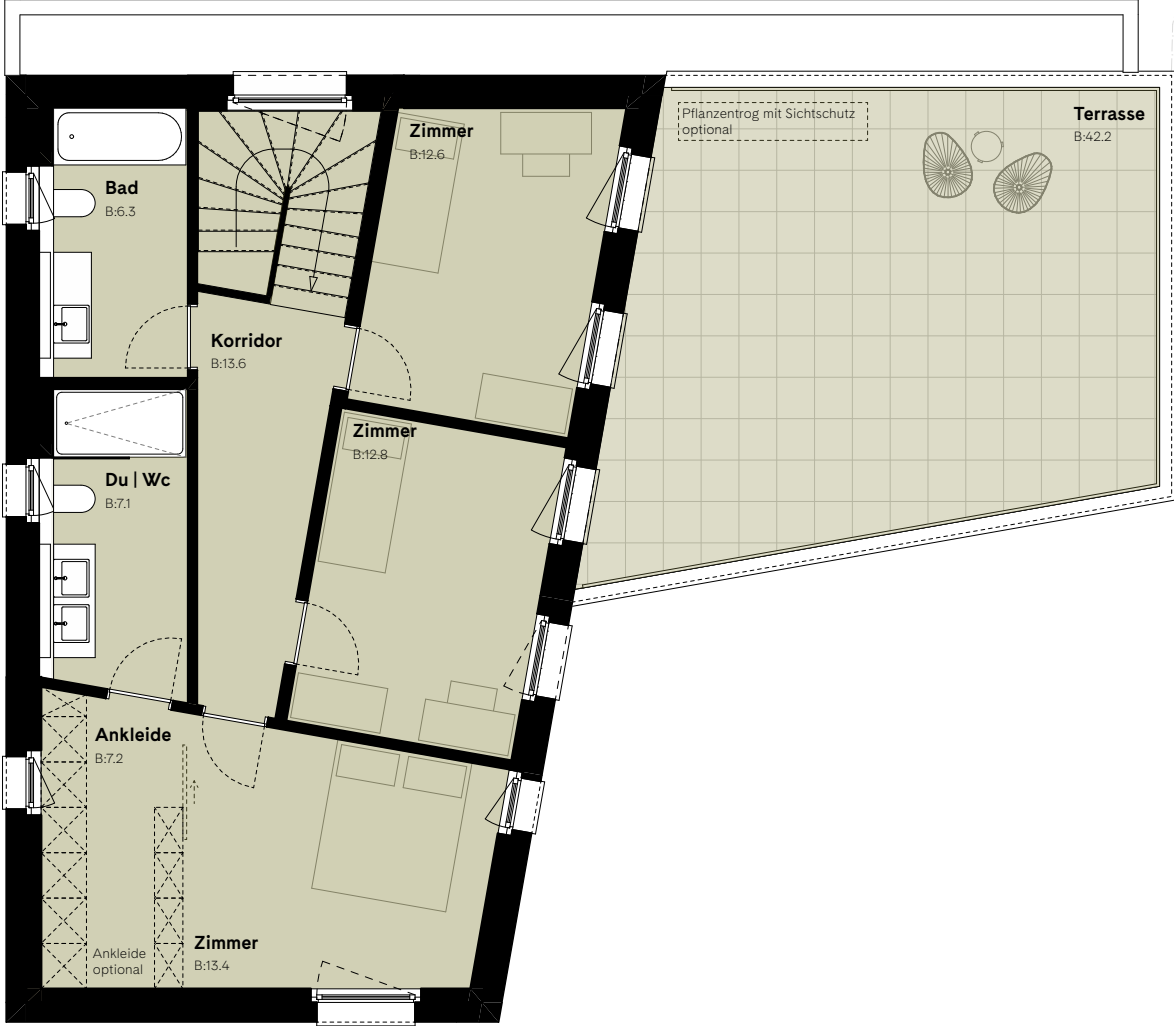 Zimmer
B:12.6
Pflanzentrog mit Sichtschutz
optional
Terrasse
B:42.2
Bad
B:6.3
Korridor
B:13.6
Zimmer
B:12.8
Du | Wc
B:7.1
Ankleide
B:7.2
Zimmer
B:13.4
Ankleide
optional